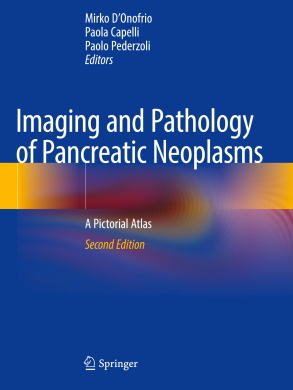 Mirko D'Onofrio
Paola Capelli
Paolo Pederzoli
Editors
Imaging and Pathology
of Pancreatic Neoplasms
A Pictorial Atlas
Second Edition
Springer